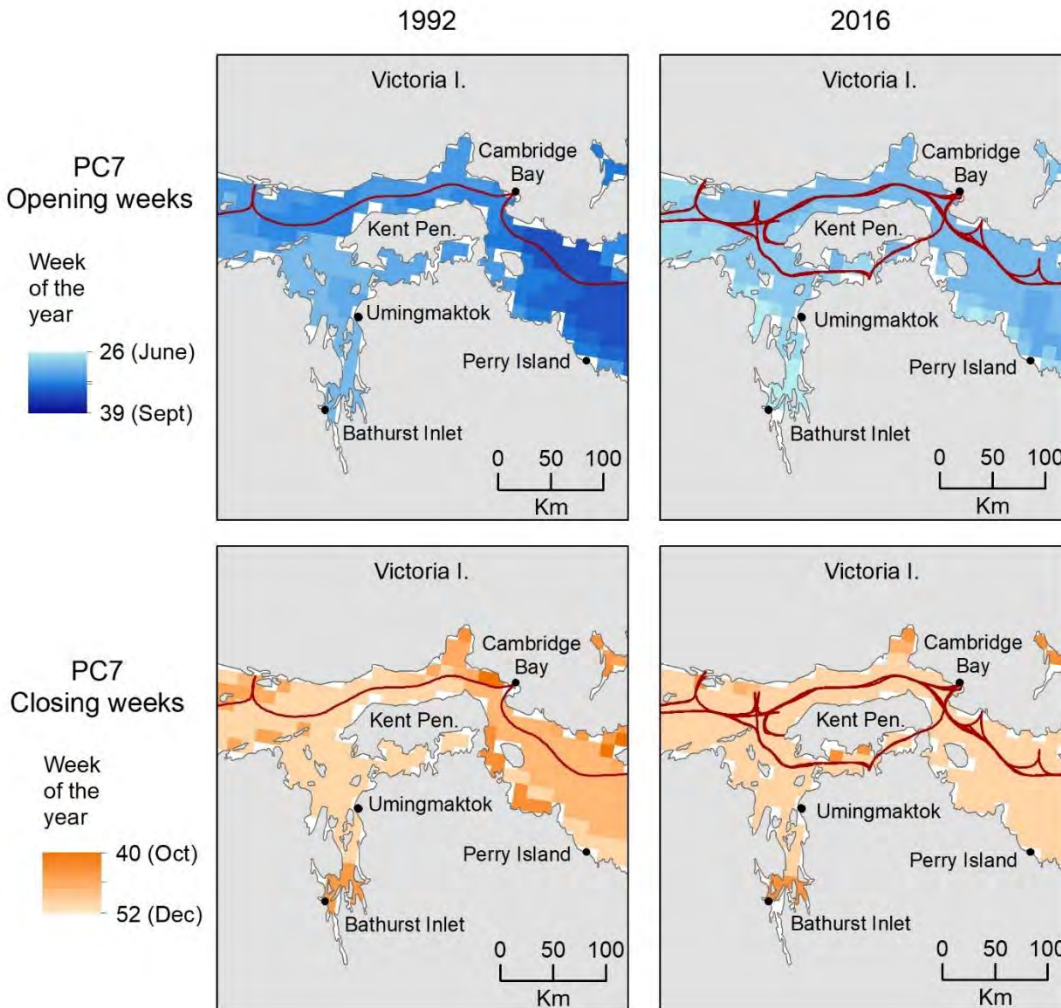 1992
2016
PC7
Opening weeks
Week
of the
year
26 (June)
39 (Sept)
Victoria I.
Cambridge
Bay
Kent Pen.
Umingmaktok
Perry Island
Bathurst Inlet
0 50 100
Km
Victoria I.
Cambridge
Bay
Kent Pen.
Umingmaktok
Perry Island
Bathurst Inlet
0 50 100
Km
PC7
Closing weeks
Week
of the
year
40 (Oct)
52 (Dec)
Victoria I.
Cambridge
Bay
Kent Pen.
Umingmaktok
Perry Island
Bathurst Inlet
0 50 100
Km
Victoria I.
Cambridge
Bay
Kent Pen.
Umingmaktok
Perry Island
Bathurst Inlet
0 50 100
Km